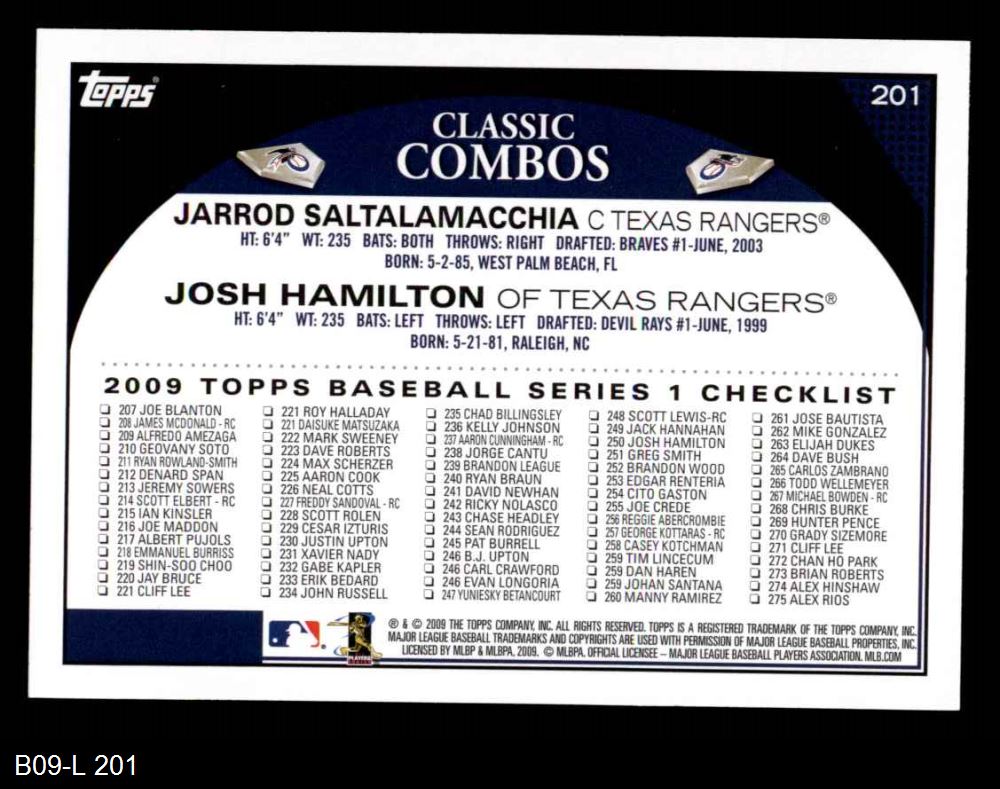 Topps®
201
CLASSIC
COMBOS
JARROD SALTALAMACCHIA C TEXAS RANGERS®
HT: 6'4" WT: 235 BATS: BOTH THROWS: RIGHT DRAFTED: BRAVES #1-JUNE, 2003
BORN: 5-2-85, WEST PALM BEACH, FL
JOSH HAMILTON OF TEXAS RANGERS®
HT: 6'4" WT: 235 BATS: LEFT THROWS: LEFT DRAFTED: DEVIL RAYS #1-JUNE, 1999
BORN: 5-21-81, RALEIGH, NC
2009 TOPPS BASEBALL SERIES 1 CHECKLIST
207 JOE BLANTON
208 JAMES MCDONALD - RC
209 ALFREDO AMEZAGA
210 GEOVANY SOTO
211 RYAN ROWLAND-SMITH
212 DENARD SPAN
213 JEREMY SOWERS
214 SCOTT ELBERT - RC
215 IAN KINSLER
216 JOE MADDON
217 ALBERT PUJOLS
218 EMMANUEL BURRISS
219 SHIN-SOO CHOO
220 JAY BRUCE
221 CLIFF LEE
221 ROY HALLADAY
221 DAISUKE MATSUZAKA
222 MARK SWEENEY
223 DAVE ROBERTS
224 MAX SCHERZER
225 AARON COOK
226 NEAL COTTS
227 FREDDY SANDOVAL - RC
228 SCOTT ROLEN
229 CESAR IZTURIS
230 JUSTIN UPTON
231 XAVIER NADY
232 GABE KAPLER
233 ERIK BEDARD
234 JOHN RUSSELL
235 CHAD BILLINGSLEY
236 KELLY JOHNSON
237 AARON CUNNINGHAM - RC
238 JORGE CANTU
239 BRANDON LEAGUE
240 RYAN BRAUN
241 DAVID NEWHAN
242 RICKY NOLASCO
243 CHASE HEADLEY
244 SEAN RODRIGUEZ
245 PAT BURRELL
246 B.J. UPTON
246 CARL CRAWFORD
246 EVAN LONGORIA
247 YUNIESKY BETANCOURT
248 SCOTT LEWIS-RC
249 JACK HANNAHAN
250 JOSH HAMILTON
251 GREG SMITH
252 BRANDON WOOD
253 EDGAR RENTERIA
254 CITO GASTON
255 JOE CREDE
256 REGGIE ABERCROMBIE
257 GEORGE KOTTARAS - RC
258 CASEY KOTCHMAN
259 TIM LINCECUM
259 DAN HAREN
259 JOHAN SANTANA
260 MANNY RAMIREZ
261 JOSE BAUTISTA
262 MIKE GONZALEZ
263 ELIJAH DUKES
264 DAVE BUSH
265 CARLOS ZAMBRANO
266 TODD WELLEMEYER
267 MICHAEL BOWDEN - RC
268 CHRIS BURKE
269 HUNTER PENCE
270 GRADY SIZEMORE
271 CLIFF LEE
272 CHAN HO PARK
273 BRIAN ROBERTS
274 ALEX HINSHAW
275 ALEX RIOS
® & © 2009 THE TOPPS COMPANY, INC. ALL RIGHTS RESERVED. TOPPS IS A REGISTERED TRADEMARK OF THE TOPPS COMPANY, INC.
MAJOR LEAGUE BASEBALL TRADEMARKS AND COPYRIGHTS ARE USED WITH PERMISSION OF MAJOR LEAGUE BASEBALL PROPERTIES, INC.
LICENSED BY MLBP & MLBPA, 2009. © MLBPA. OFFICIAL LICENSEE – MAJOR LEAGUE BASEBALL PLAYERS ASSOCIATION. MLB.COM
B09-L 201